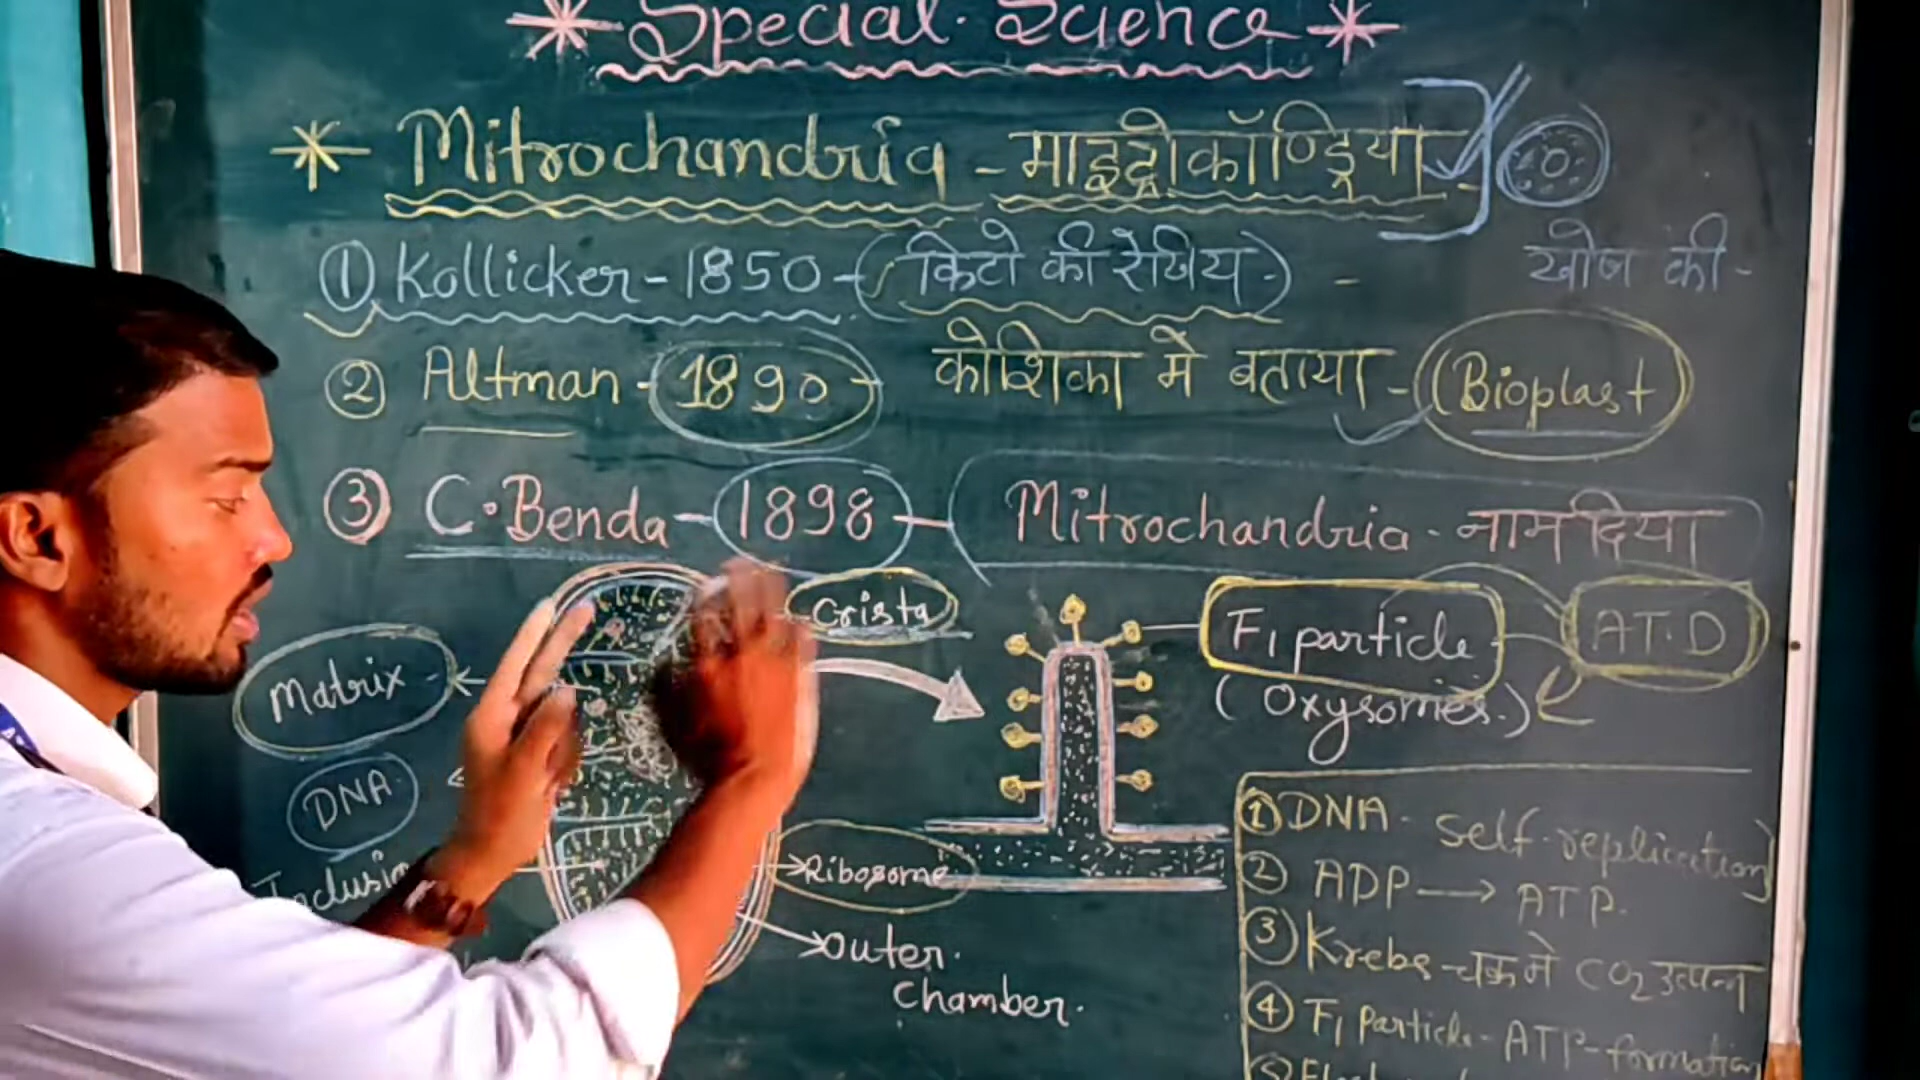 Special Science
Mitrochandria - माइट्रोकॉण्ड्रिया
① Kollicker - 1850 - (किटो की रेखिय) - खोज की -
② Altman - 1890 - कोशिका में बताया - (Bioplast)
③ C. Benda - 1898 - Mitrochandria - नाम दिया
Crista
F1 particle
AT.D
Matrix
(Oxysomes.)
DNA
① DNA - Self-replication
Ribosome
② ADP → ATP.
Inclusio
③ Krebs - चक्र में CO2 उत्पन्न
Outer.
Chamber.
④ F1 Particle - ATP-formation
⑤